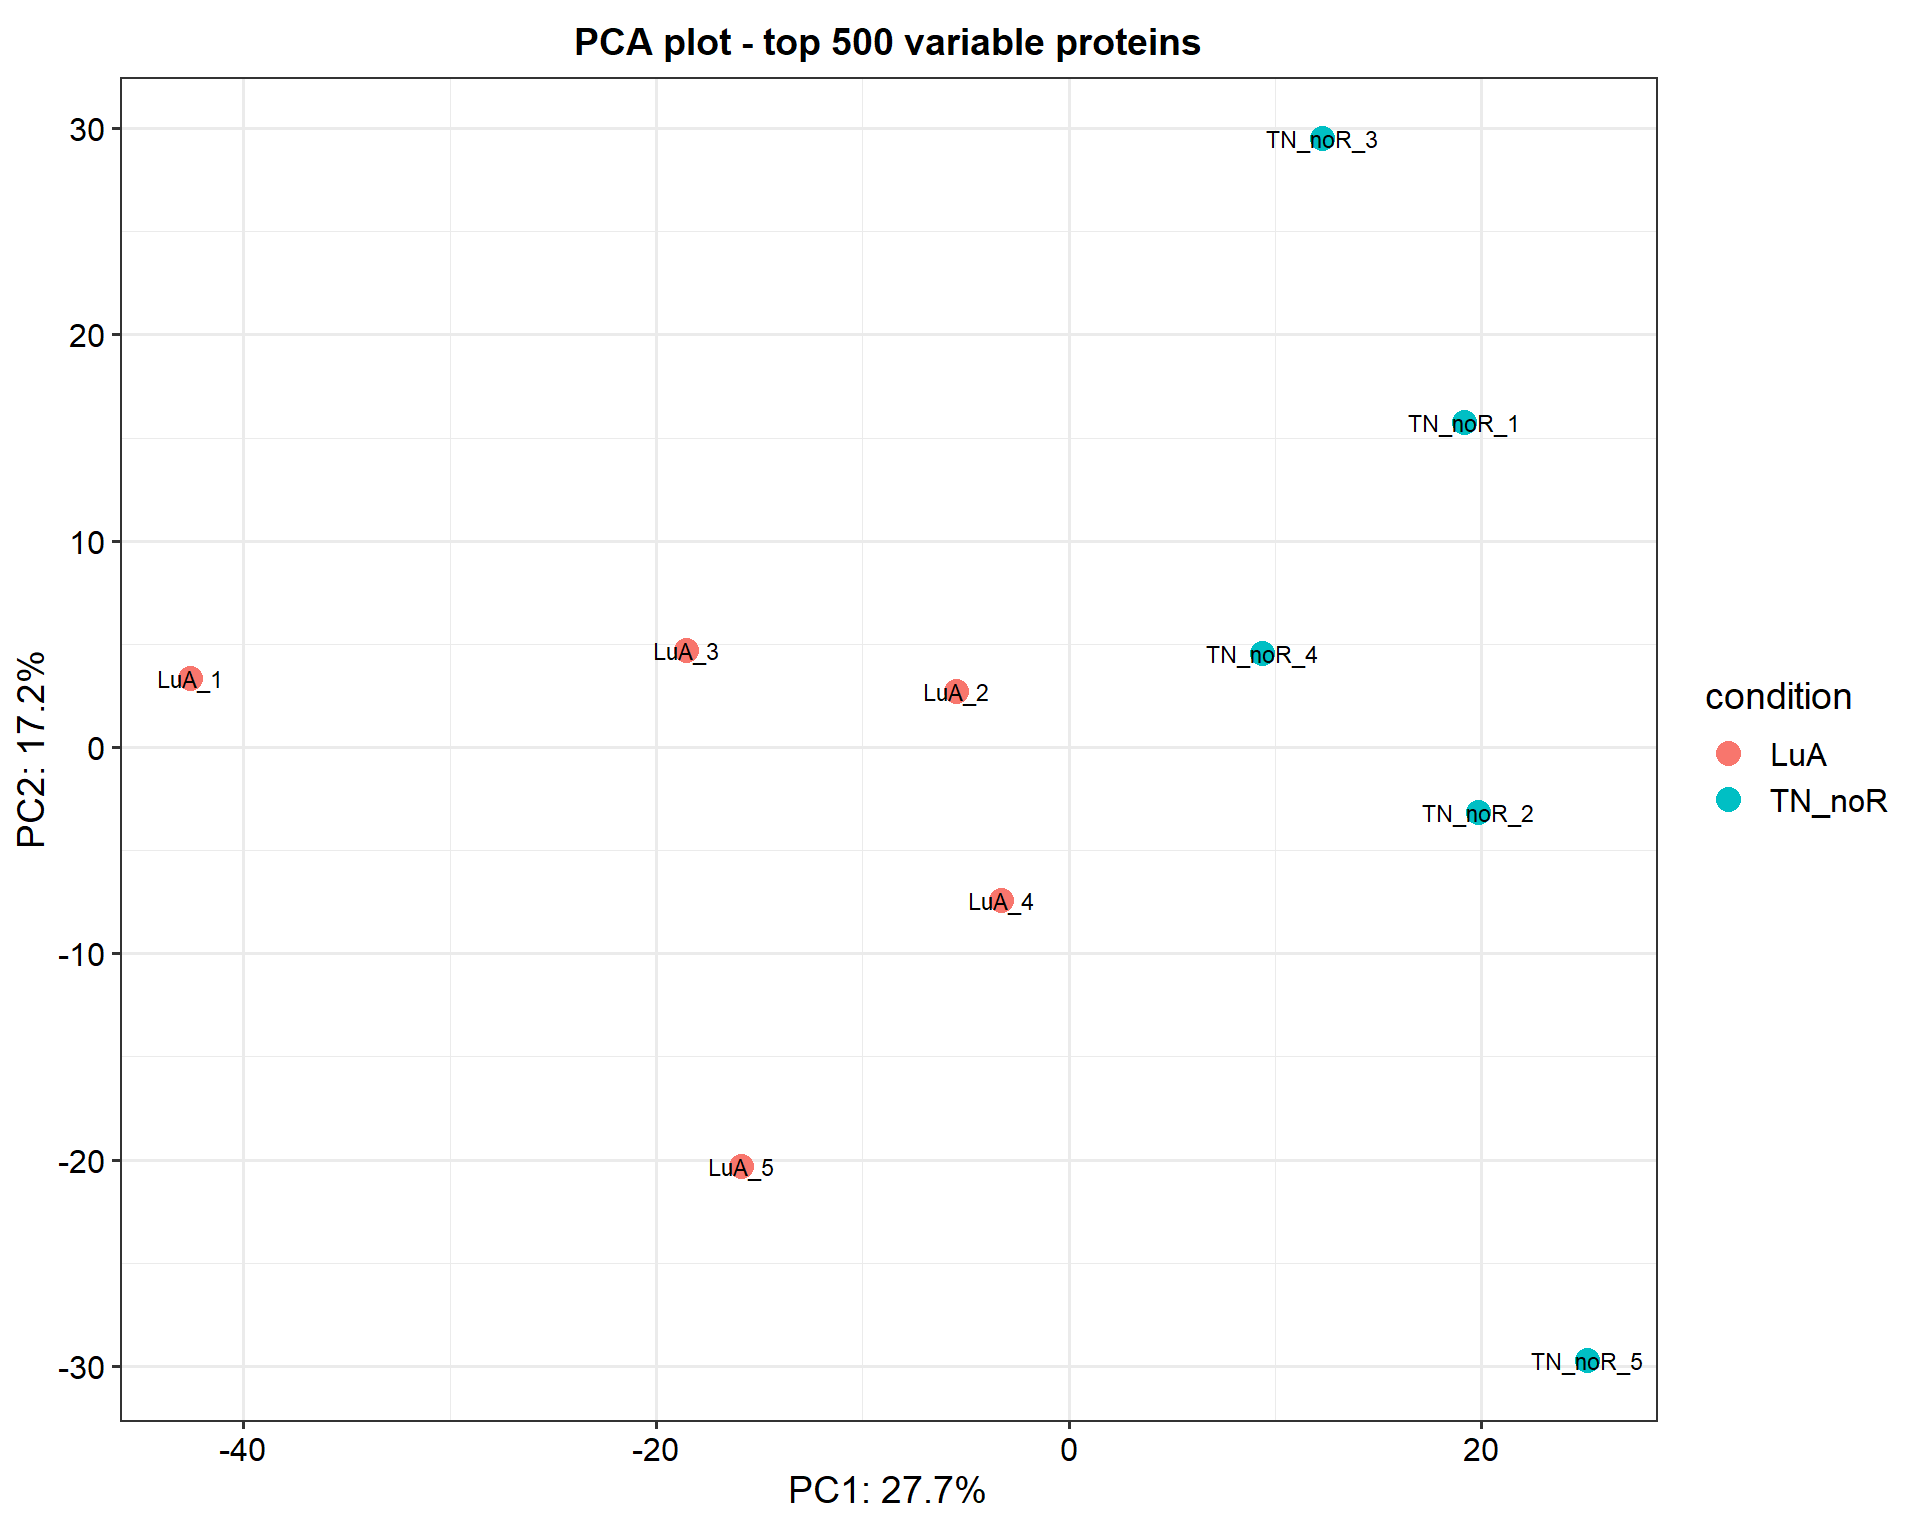 PCA plot - top 500 variable proteins
30
20
10
0
-10
-20
-30
PC2: 17.2%
TN_noR_3
TN_noR_1
LuA_3
TN_noR_4
LuA_1
LuA_2
TN_noR_2
LuA_4
LuA_5
TN_noR_5
condition
LuA
TN_noR
-40
-20
0
20
PC1: 27.7%